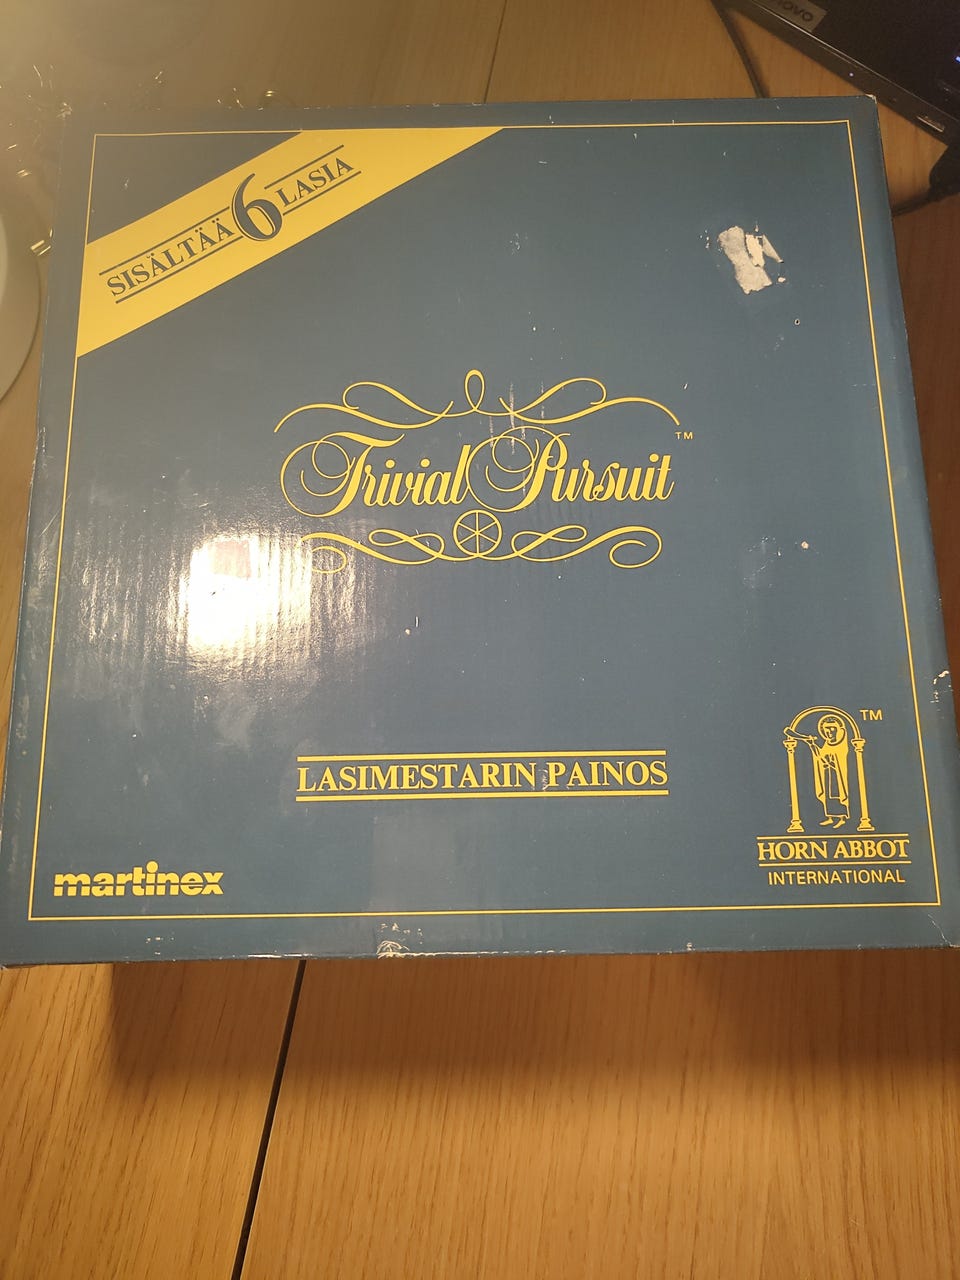 SISÄLTÄÄ 6 LASIA
Trivial Pursuit TM
LASIMESTARIN PAINOS
TM
HORN ABBOT
INTERNATIONAL
martinex